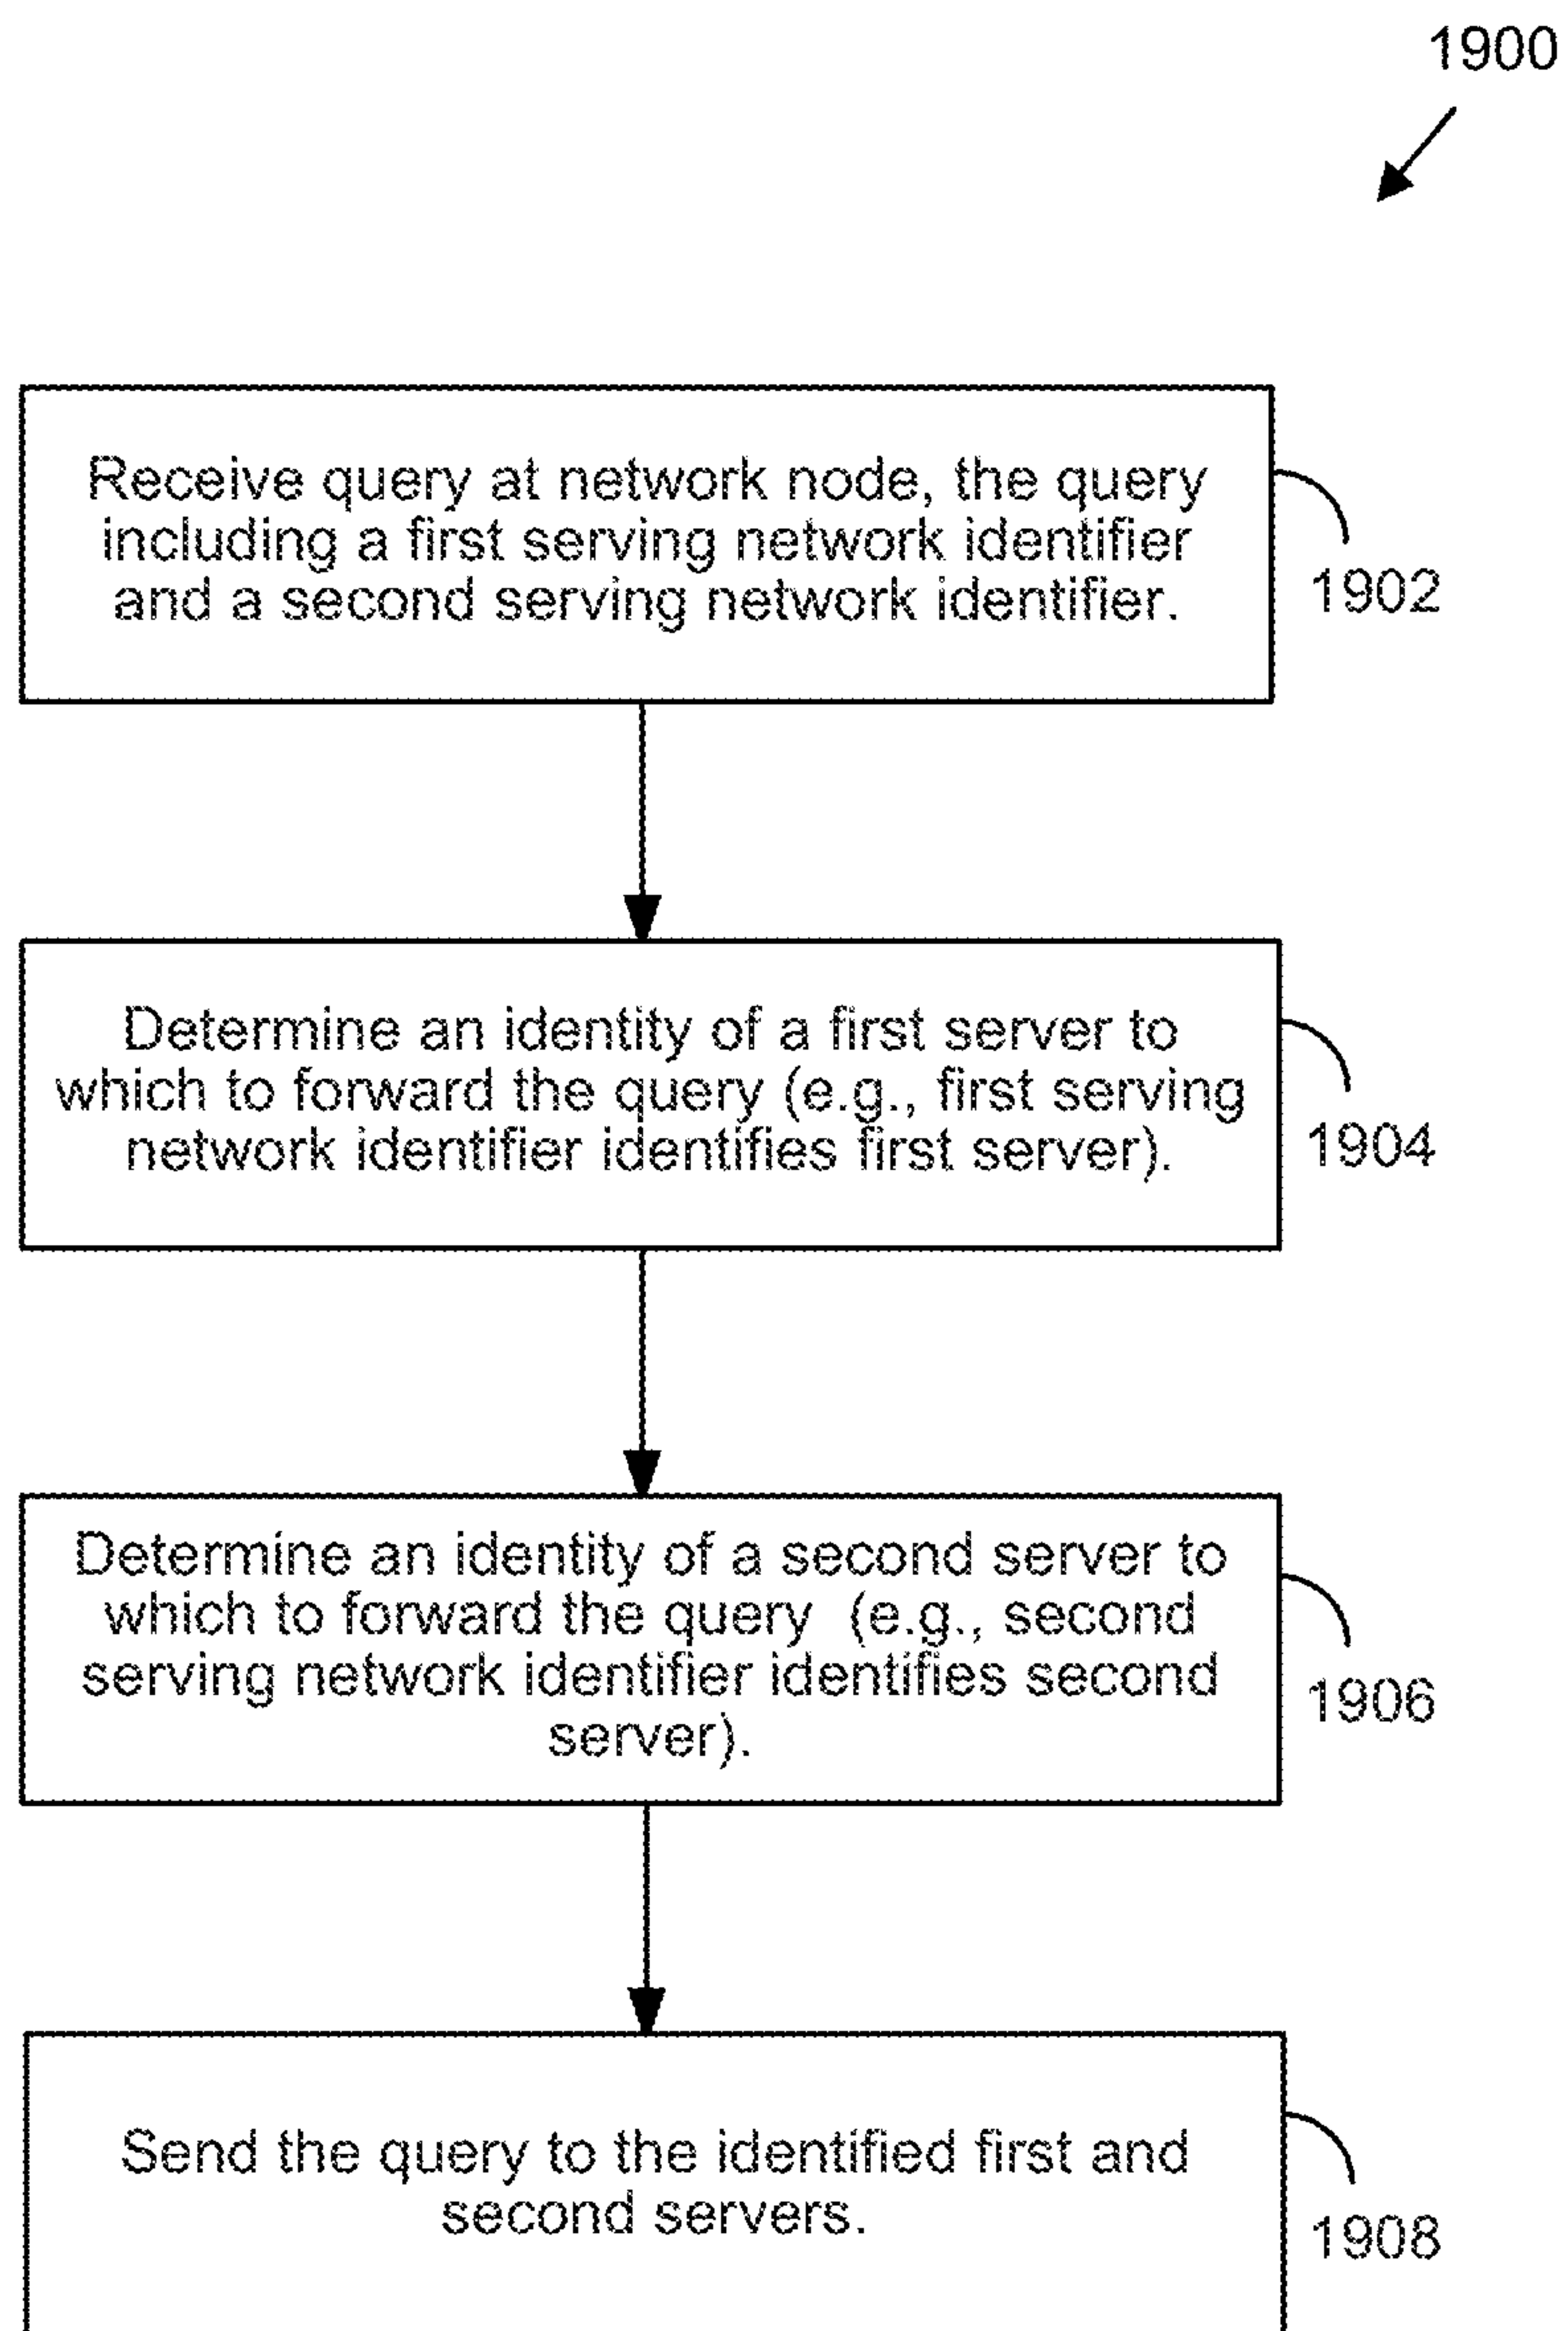 1900
Receive query at network node, the query
including a first serving network identifier
and a second serving network identifier.
1902
Determine an identity of a first server to
which to forward the query (e.g., first serving
network identifier identifies first server).
1904
Determine an identity of a second server to
which to forward the query (e.g., second
serving network identifier identifies second
server).
1906
Send the query to the identified first and
second servers.
1908